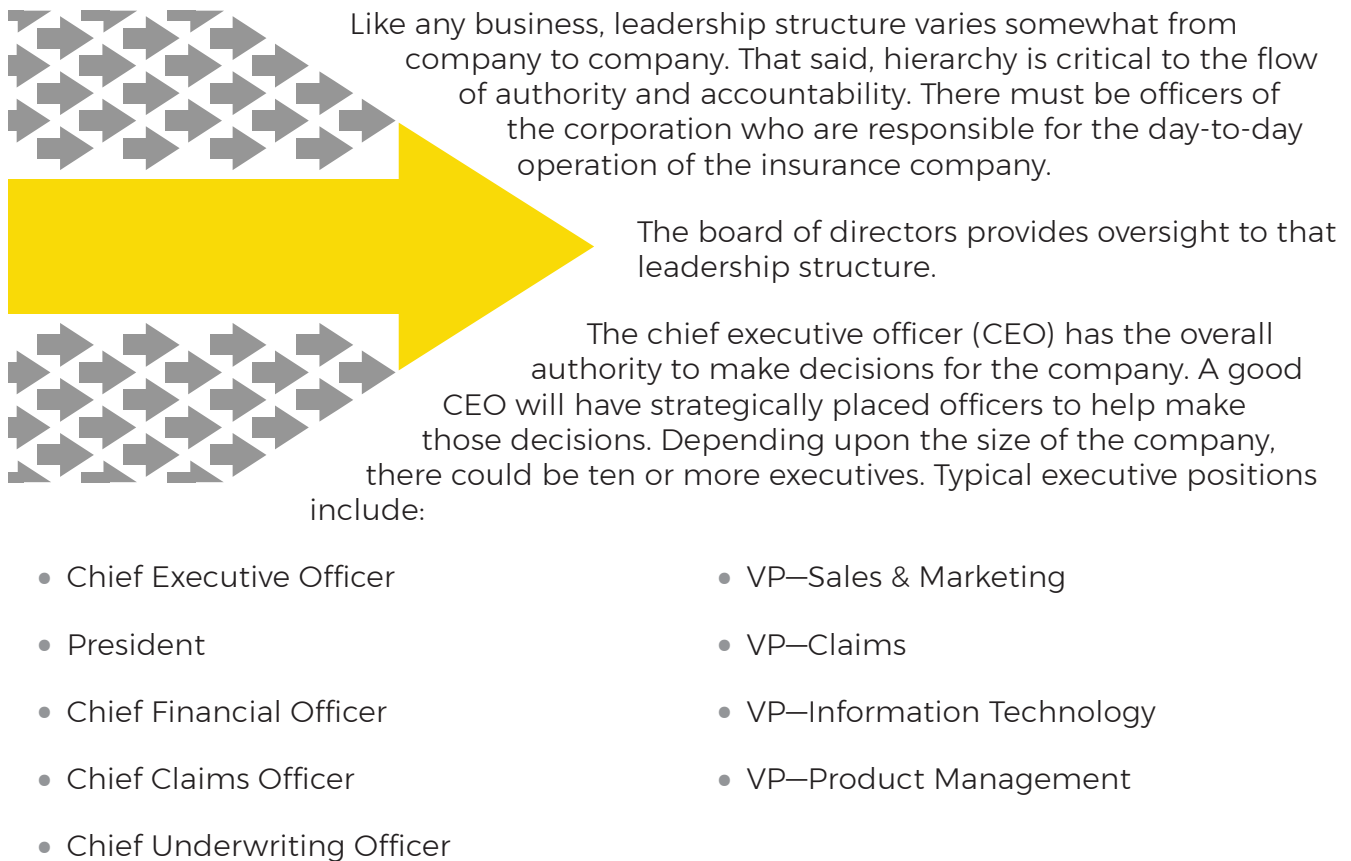 Like any business, leadership structure varies somewhat from
company to company. That said, hierarchy is critical to the flow
of authority and accountability. There must be officers of
the corporation who are responsible for the day-to-day
operation of the insurance company.
The board of directors provides oversight to that
leadership structure.
The chief executive officer (CEO) has the overall
authority to make decisions for the company. A good
CEO will have strategically placed officers to help make
those decisions. Depending upon the size of the company,
there could be ten or more executives. Typical executive positions
include:
• Chief Executive Officer
• President
• Chief Financial Officer
• Chief Claims Officer
• Chief Underwriting Officer
• VP—Sales & Marketing
• VP—Claims
• VP—Information Technology
• VP—Product Management